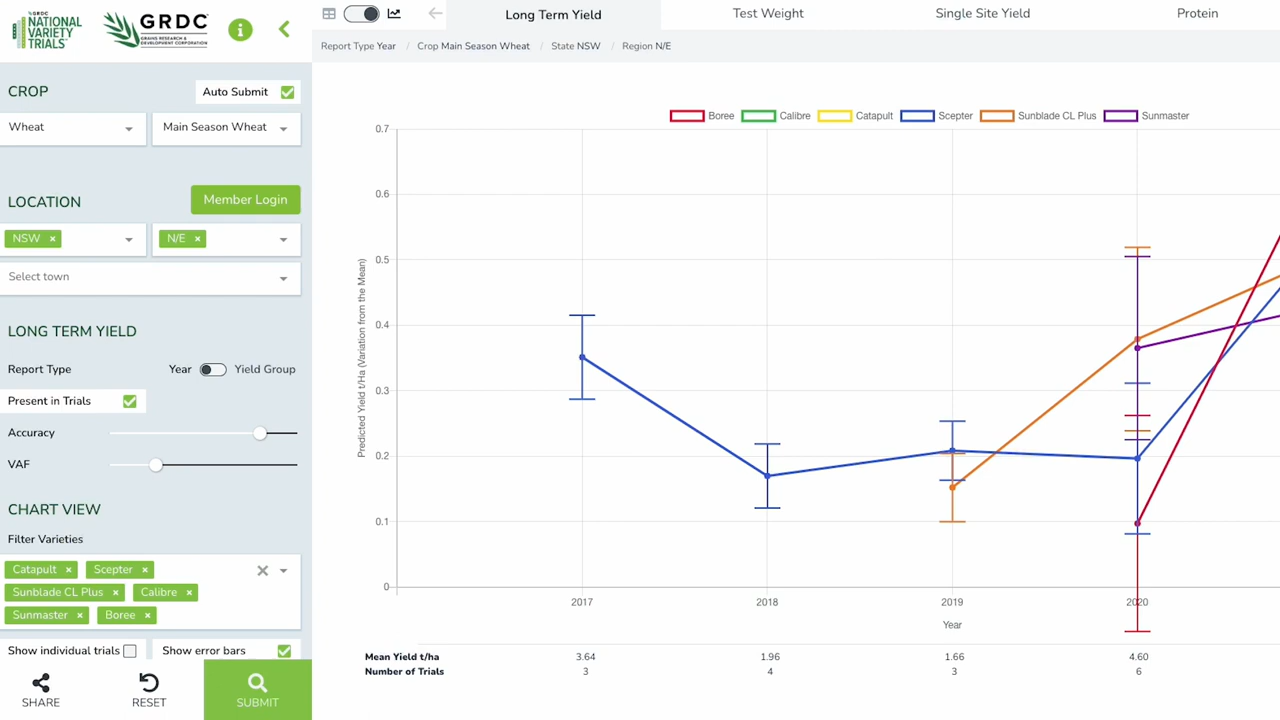 GRDC
NATIONAL
VARIETY
TRIALS
GRDC
GRAINS RESEARCH &
DEVELOPMENT CORPORATION
i
Long Term Yield
Test Weight
Single Site Yield
Protein
Report Type Year / Crop Main Season Wheat / State NSW / Region N/E
CROP
Auto Submit
Wheat
Main Season Wheat
LOCATION
Member Login
NSW ×
N/E ×
Select town
LONG TERM YIELD
Report Type
Year
Yield Group
Present in Trials
Accuracy
VAF
CHART VIEW
Filter Varieties
Catapult ×
Scepter ×
Sunblade CL Plus ×
Calibre ×
Sunmaster ×
Boree ×
Show individual trials
Show error bars
SHARE
RESET
SUBMIT
Boree
Calibre
Catapult
Scepter
Sunblade CL Plus
Sunmaster
Predicted Yield t/Ha (Variation from the Mean)
0.7
0.6
0.5
0.4
0.3
0.2
0.1
0
2017
2018
2019
2020
Year
Mean Yield t/ha 3.64 1.96 1.66 4.60
Number of Trials 3 4 3 6